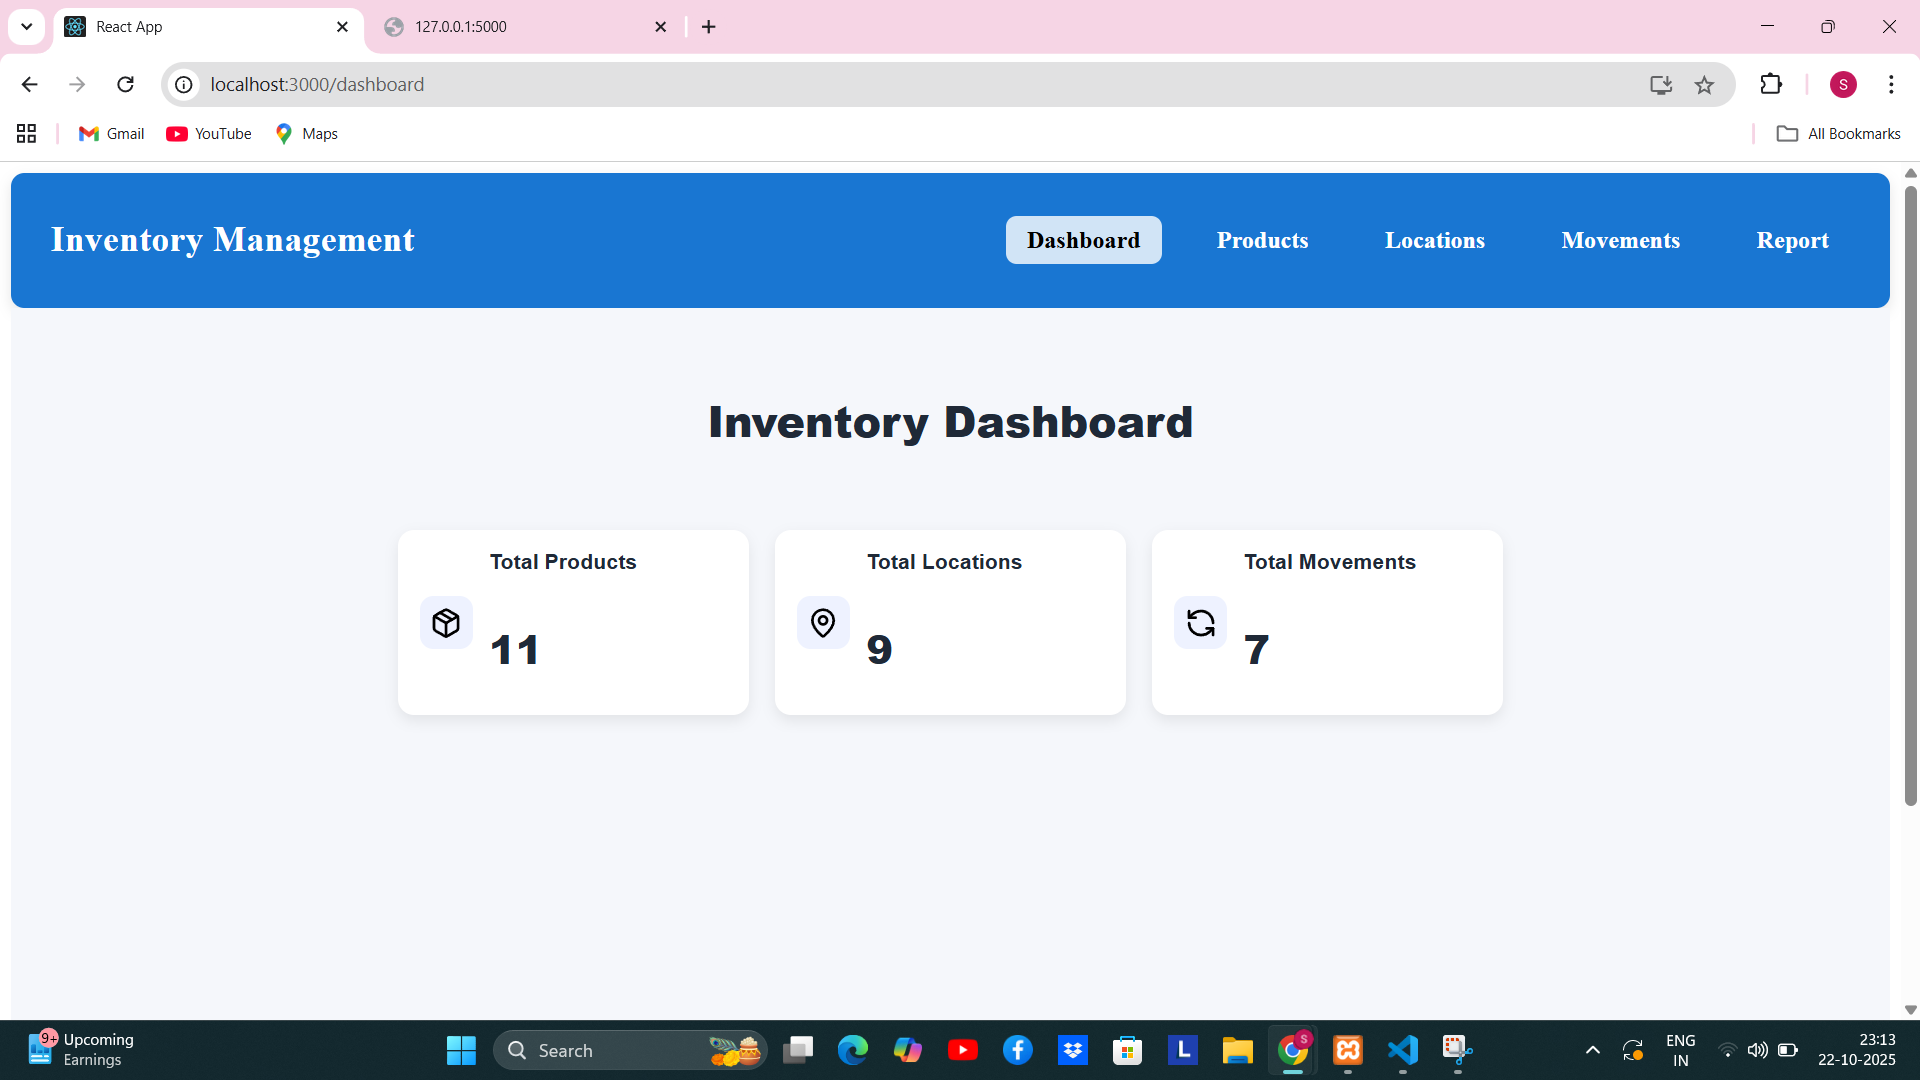 React App
127.0.0.1:5000
localhost:3000/dashboard
S
Gmail
YouTube
Maps
All Bookmarks
Inventory Management
Dashboard
Products
Locations
Movements
Report
Inventory Dashboard
Total Products
11
Total Locations
9
Total Movements
7
9+
Upcoming
Earnings
Search
L
S
ENG
IN
23:13
22-10-2025